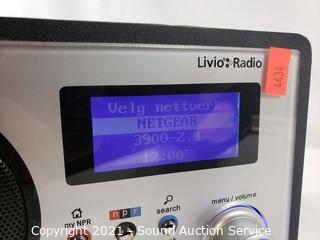 Livio Radio
4434
Velg nettverk
NETGEAR
3900-2.4
12:00
my NPR
npr
search
menu / volume
Copyright 2021 - Sound Auction Service